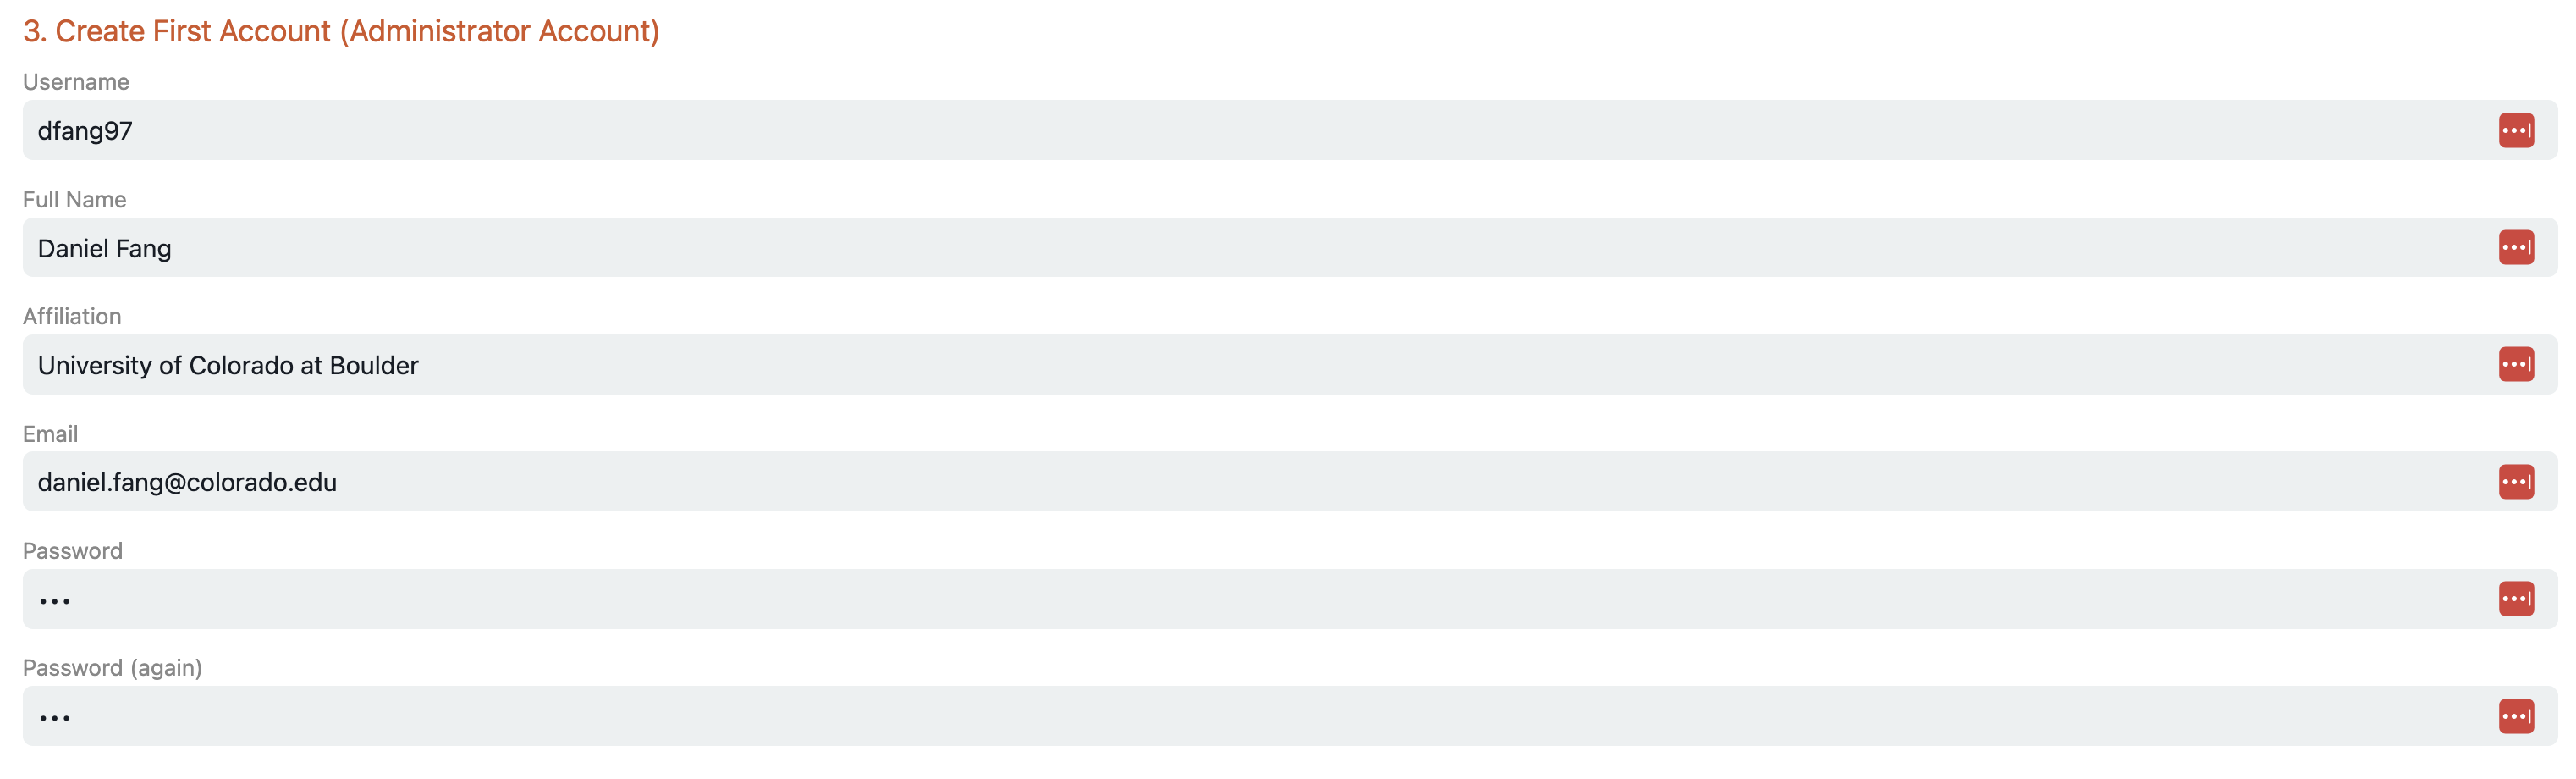 3. Create First Account (Administrator Account)
Username
dfang97
Full Name
Daniel Fang
Affiliation
University of Colorado at Boulder
Email
daniel.fang@colorado.edu
Password
•••
Password (again)
•••